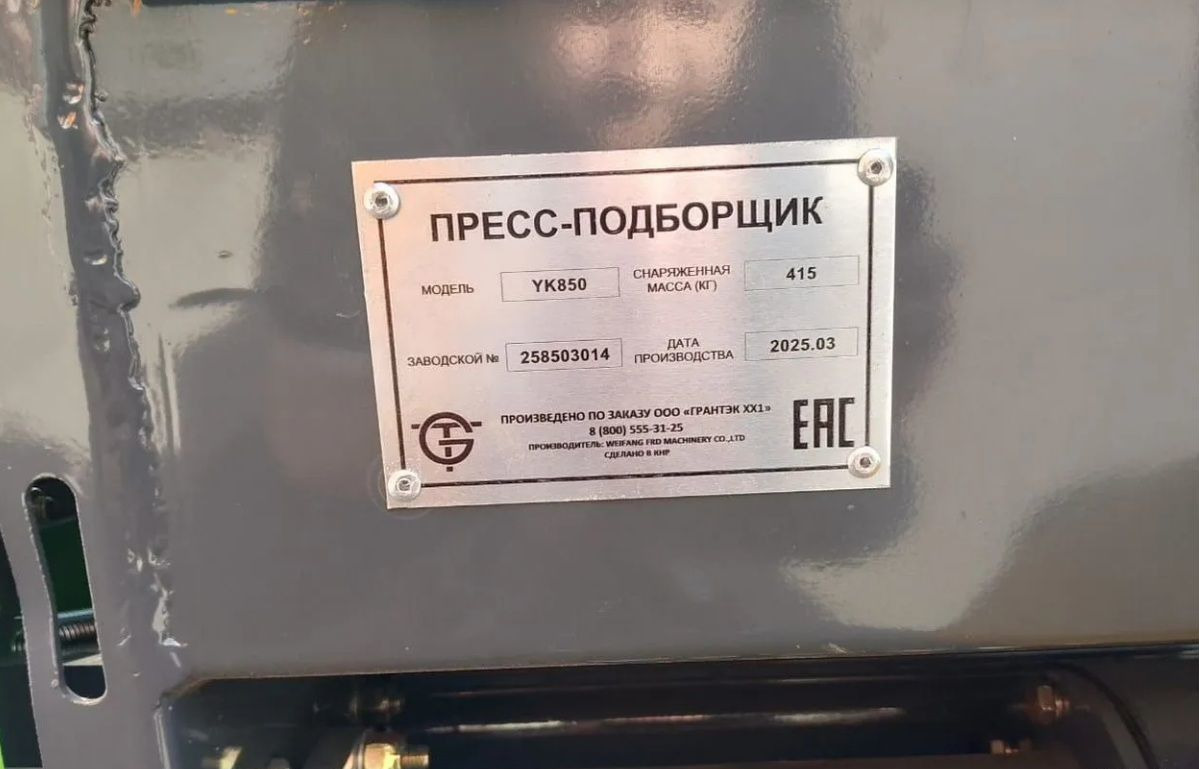 ПРЕСС-ПОДБОРЩИК
МОДЕЛЬ YK850 СНАРЯЖЕННАЯ МАССА (КГ) 415
ЗАВОДСКОЙ № 258503014 ДАТА ПРОИЗВОДСТВА 2025.03
ПРОИЗВЕДЕНО ПО ЗАКАЗУ ООО «ГРАНТЭК ХХ1»
8 (800) 555-31-25
ПРОИЗВОДИТЕЛЬ: WEIFANG FRD MACHINERY CO.,LTD
СДЕЛАНО В КНР
EAC